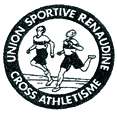 UNION SPORTIVE RENAUDINE
CROSS ATHLETISME